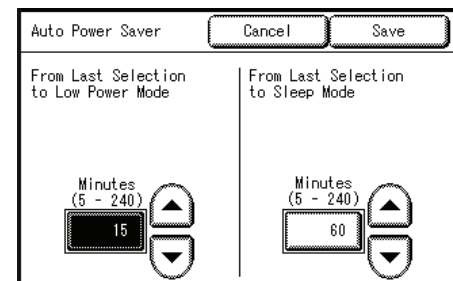 Auto Power Saver
Cancel
Save
From Last Selection
to Low Power Mode
From Last Selection
to Sleep Mode
Minutes
(5 - 240)
15
Minutes
(5 - 240)
60